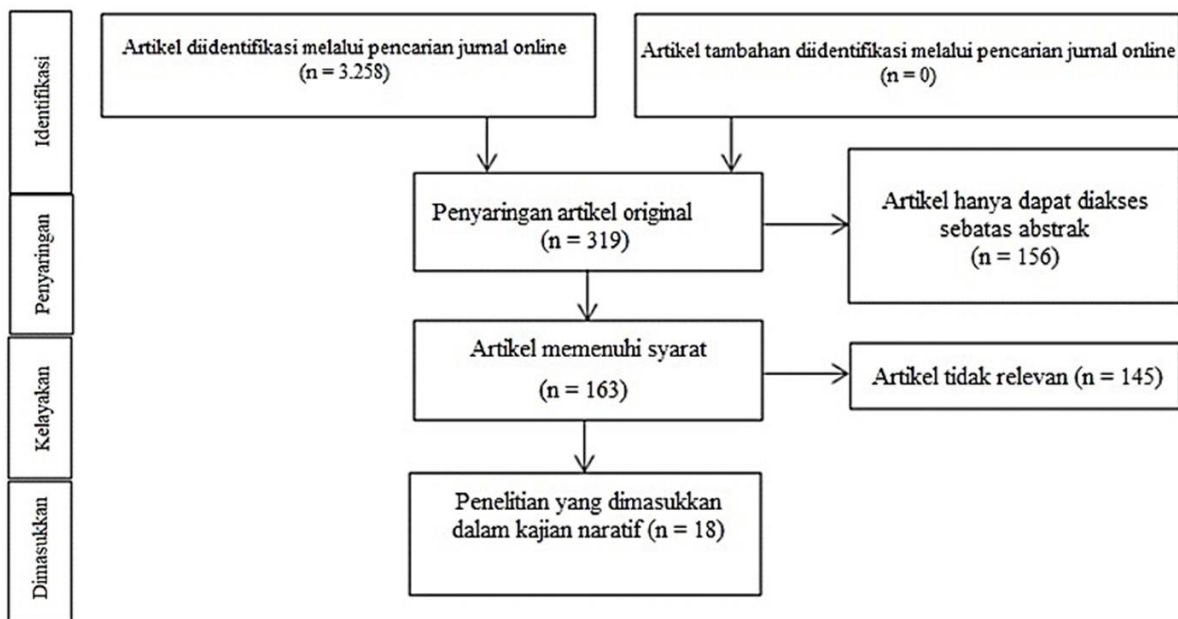 Identifikasi
Artikel diidentifikasi melalui pencarian jurnal online
(n = 3.258)
Artikel tambahan diidentifikasi melalui pencarian jurnal online
(n = 0)
Penyaringan
Penyaringan artikel original
(n = 319)
Artikel hanya dapat diakses
sebatas abstrak
(n = 156)
Kelayakan
Artikel memenuhi syarat
(n = 163)
Artikel tidak relevan (n = 145)
Dimasukkan
Penelitian yang dimasukkan
dalam kajian naratif (n = 18)